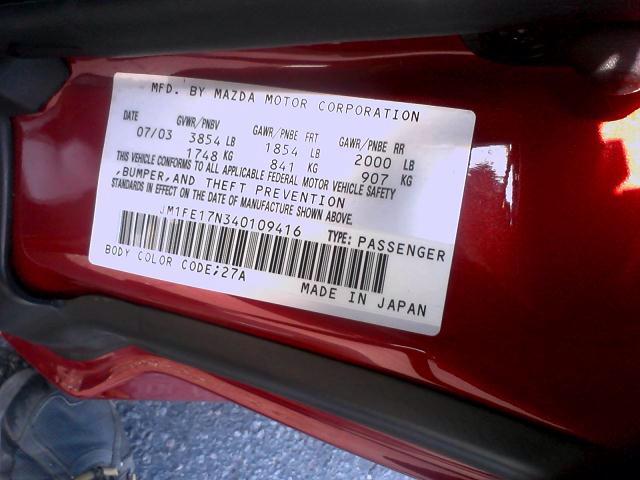 MFD. BY MAZDA MOTOR CORPORATION
DATE GVWR/PNBV GAWR/PNBE FRT GAWR/PNBE RR
07/03 3854 LB 1854 LB 2000 LB
1748 KG 841 KG 907 KG
THIS VEHICLE CONFORMS TO ALL APPLICABLE FEDERAL MOTOR VEHICLE SAFETY
,BUMPER,AND THEFT PREVENTION
STANDARDS IN EFFECT ON THE DATE OF MANUFACTURE SHOWN ABOVE.
JM1FE17N340109416 TYPE: PASSENGER
BODY COLOR CODE;27A
MADE IN JAPAN